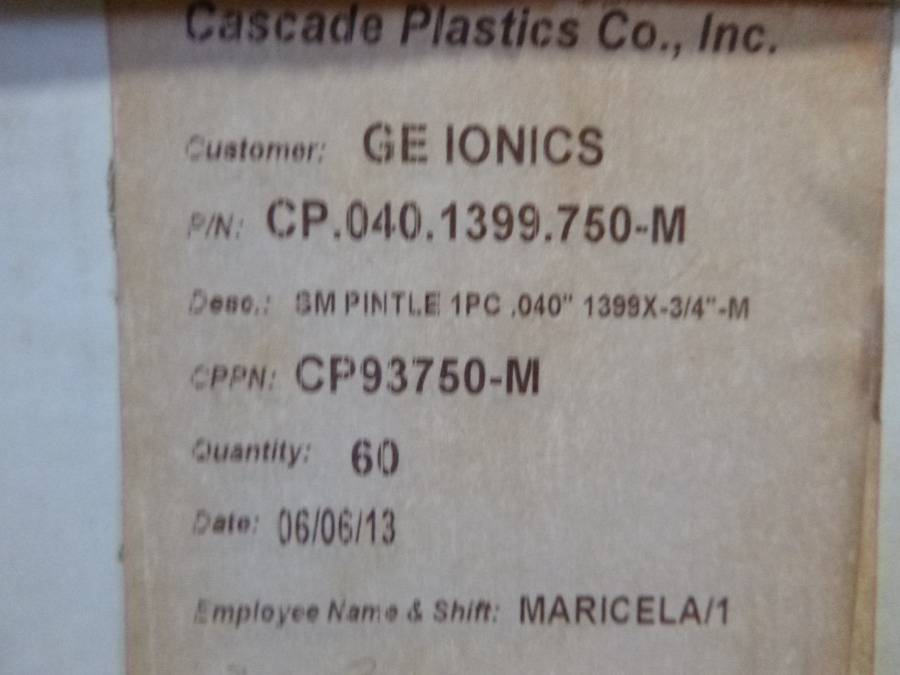 Cascade Plastics Co., Inc.
Customer: GE IONICS
P/N: CP.040.1399.750-M
Desc.: SM PINTLE 1PC .040" 1399X-3/4"-M
CPPN: CP93750-M
Quantity: 60
Date: 06/06/13
Employee Name & Shift: MARICELA/1